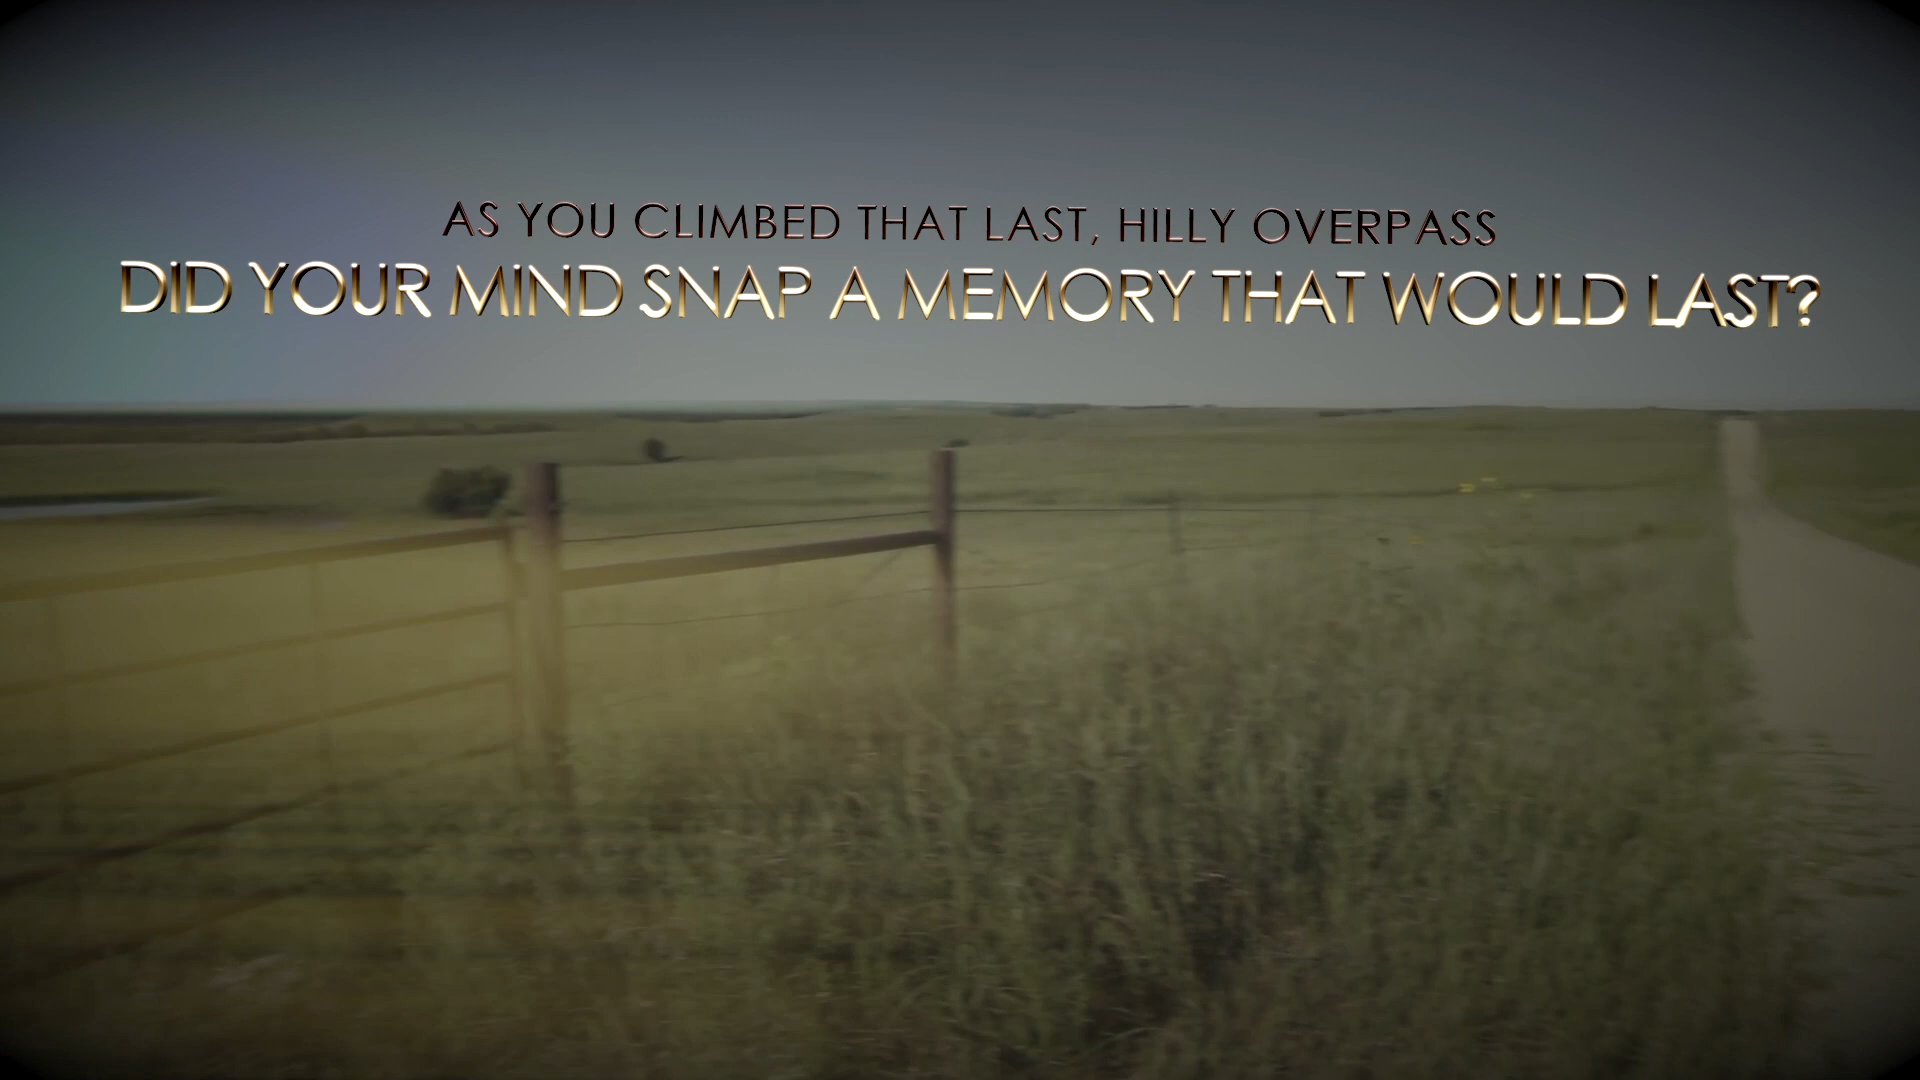 AS YOU CLIMBED THAT LAST, HILLY OVERPASS
DID YOUR MIND SNAP A MEMORY THAT WOULD LAST?